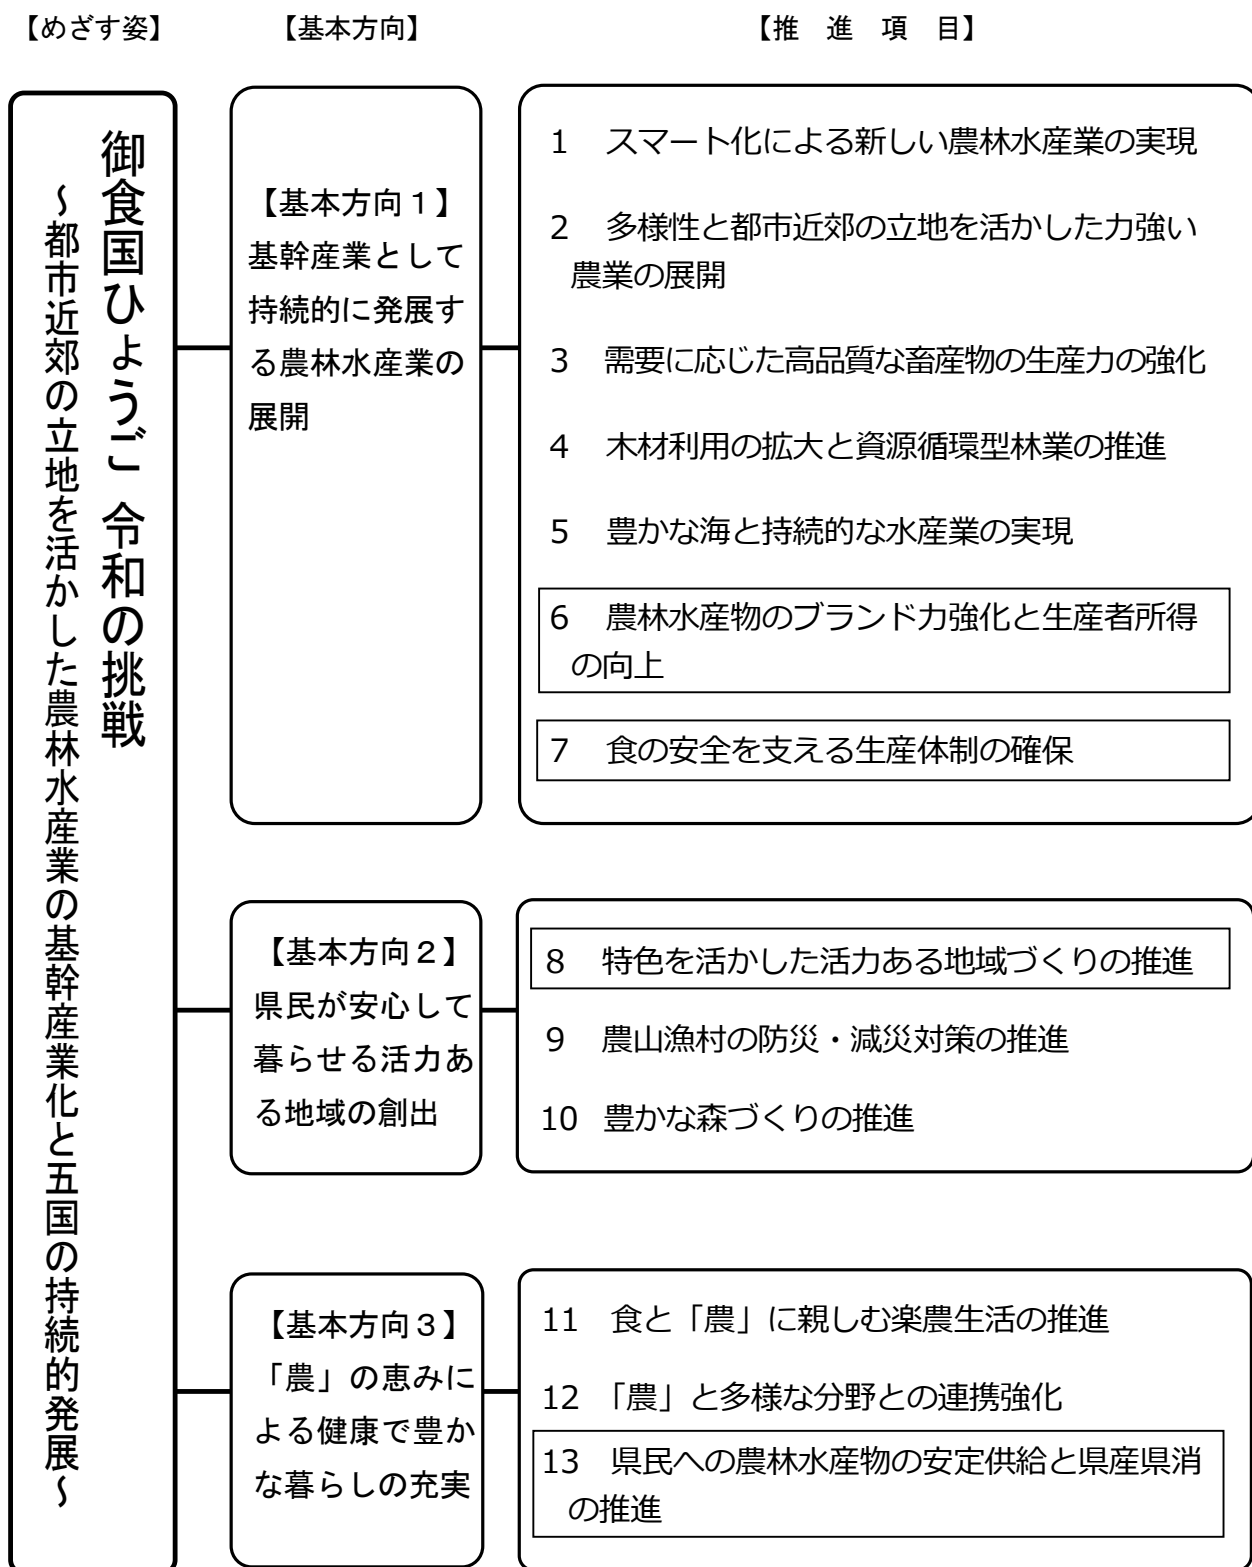 【めざす姿】
【基本方向】
【推　進　項　目】
御食国ひょうご 令和の挑戦
～都市近郊の立地を活かした農林水産業の基幹産業化と五国の持続的発展～
【基本方向１】
基幹産業として
持続的に発展す
る農林水産業の
展開
1　スマート化による新しい農林水産業の実現
2　多様性と都市近郊の立地を活かした力強い
農業の展開
3　需要に応じた高品質な畜産物の生産力の強化
4　木材利用の拡大と資源循環型林業の推進
5　豊かな海と持続的な水産業の実現
6　農林水産物のブランド力強化と生産者所得
の向上
7　食の安全を支える生産体制の確保
【基本方向２】
県民が安心して
暮らせる活力あ
る地域の創出
8　特色を活かした活力ある地域づくりの推進
9　農山漁村の防災・減災対策の推進
10　豊かな森づくりの推進
【基本方向３】
「農」の恵みに
よる健康で豊か
な暮らしの充実
11　食と「農」に親しむ楽農生活の推進
12　「農」と多様な分野との連携強化
13　県民への農林水産物の安定供給と県産県消
の推進